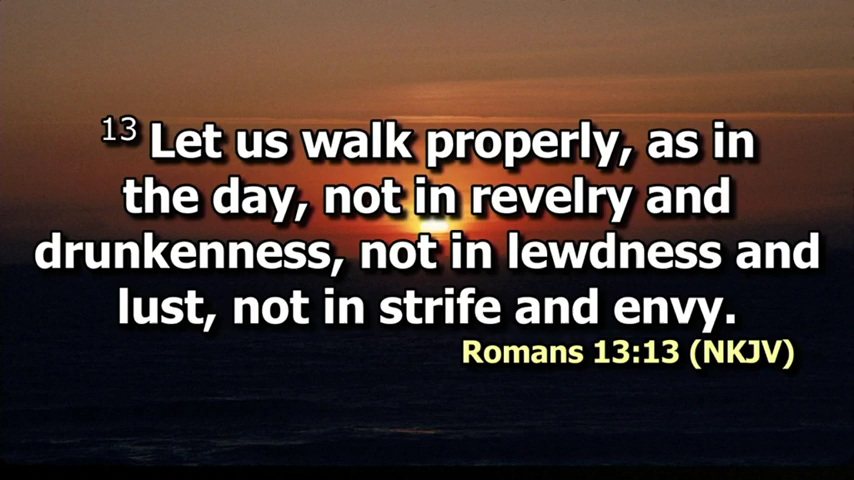 13 Let us walk properly, as in
the day, not in revelry and
drunkenness, not in lewdness and
lust, not in strife and envy.
Romans 13:13 (NKJV)